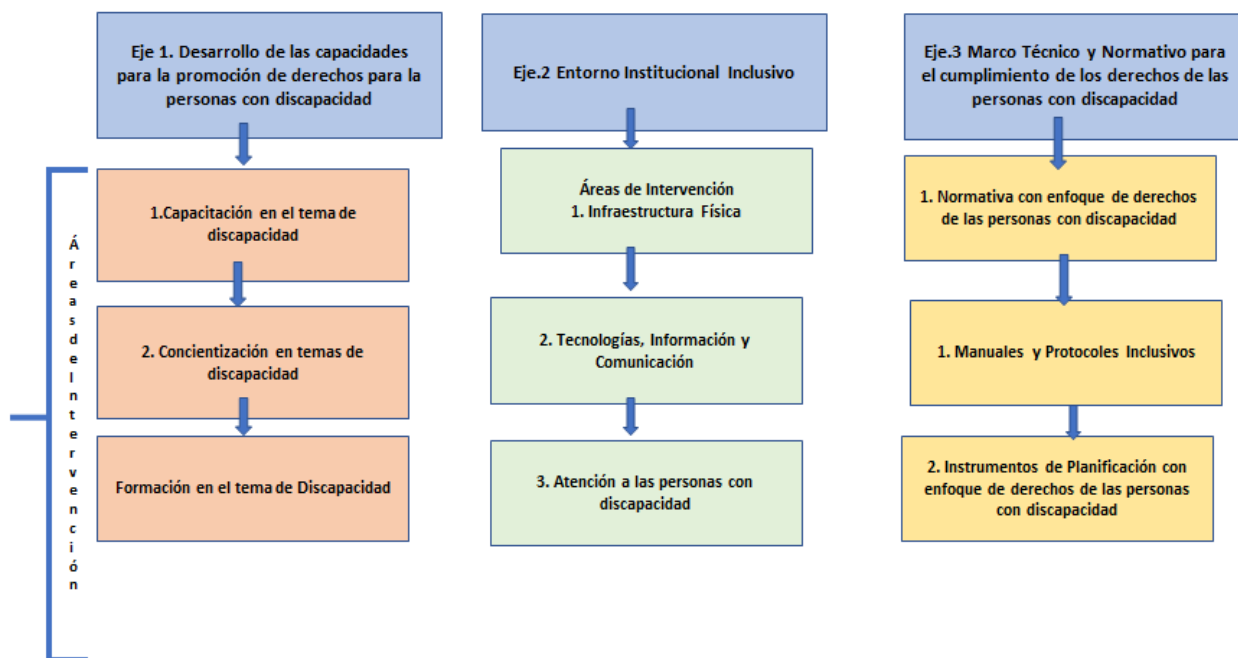 Eje 1. Desarrollo de las capacidades
para la promoción de derechos para la
personas con discapacidad
Áreas de Intervención
1.Capacitación en el tema de
discapacidad
2. Concientización en temas de
discapacidad
Formación en el tema de Discapacidad
Eje.2 Entorno Institucional Inclusivo
Áreas de Intervención
1. Infraestructura Física
2. Tecnologías, Información y
Comunicación
3. Atención a las personas con
discapacidad
Eje.3 Marco Técnico y Normativo para
el cumplimiento de los derechos de las
personas con discapacidad
1. Normativa con enfoque de derechos
de las personas con discapacidad
1. Manuales y Protocoles Inclusivos
2. Instrumentos de Planificación con
enfoque de derechos de las personas
con discapacidad